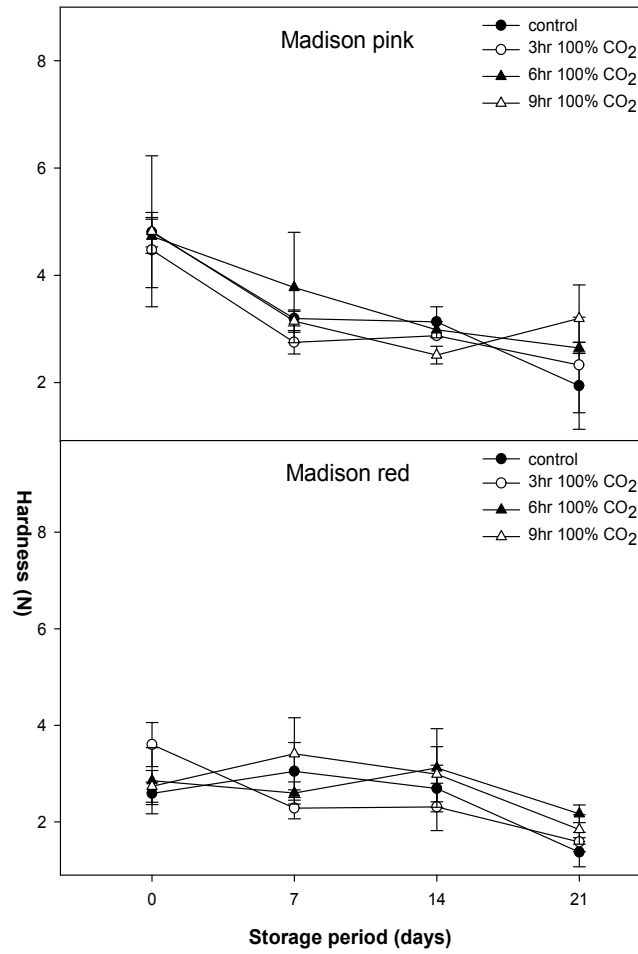 Madison pink
control
3hr 100% CO2
6hr 100% CO2
9hr 100% CO2
8
6
4
2
Madison red
control
3hr 100% CO2
6hr 100% CO2
9hr 100% CO2
8
6
4
2
Hardness (N)
0 7 14 21
Storage period (days)